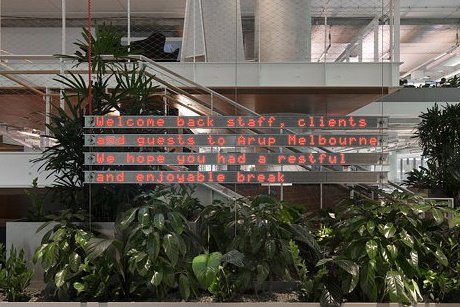 Welcome back staff, clients
and guests to Arup Melbourne
We hope you had a restful
and enjoyable break